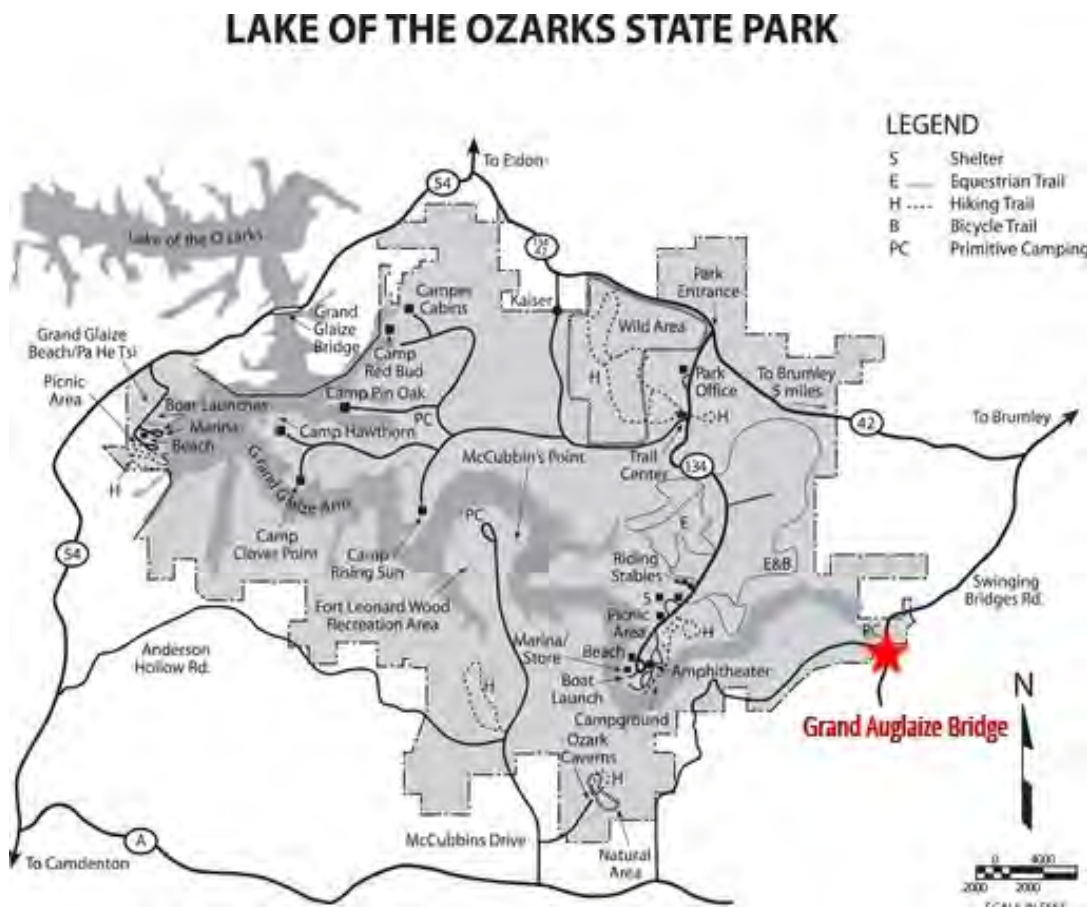 LAKE OF THE OZARKS STATE PARK
LEGEND
S Shelter
E Equestrian Trail
H Hiking Trail
B Bicycle Trail
PC Primitive Camping
To Eldon
54
Lake of the Ozarks
134
42
Kaiser
Park
Entrance
Camper
Cabins
Grand
Glaize
Bridge
Wild Area
Grand Glaize
Beach/Pa He Tsi
Camp
Red Bud
Park
Office
To Brumley
5 miles
Picnic
Area
Camp Pin Oak
H
Boat Launches
PC
H
To Brumley
42
Marina
Beach
Camp Hawthorn
McCubbin's Point
Trail
Center
134
Grand Glaize Arm
H
PC
E
54
Camp
Clover Point
Camp
Rising Sun
Riding
Stables
E&B
S
Swinging
Bridges Rd.
Fort Leonard Wood
Recreation Area
Picnic
Area
H
PC
Anderson
Hollow Rd.
Marina/
Store
Beach
Amphitheater
Boat
Launch
H
N
Campground
Grand Auglaize Bridge
Ozark
Caverns
H
McCubbins Drive
A
Natural
Area
To Camdenton
0 4000
2000 2000
SCALE IN FEET